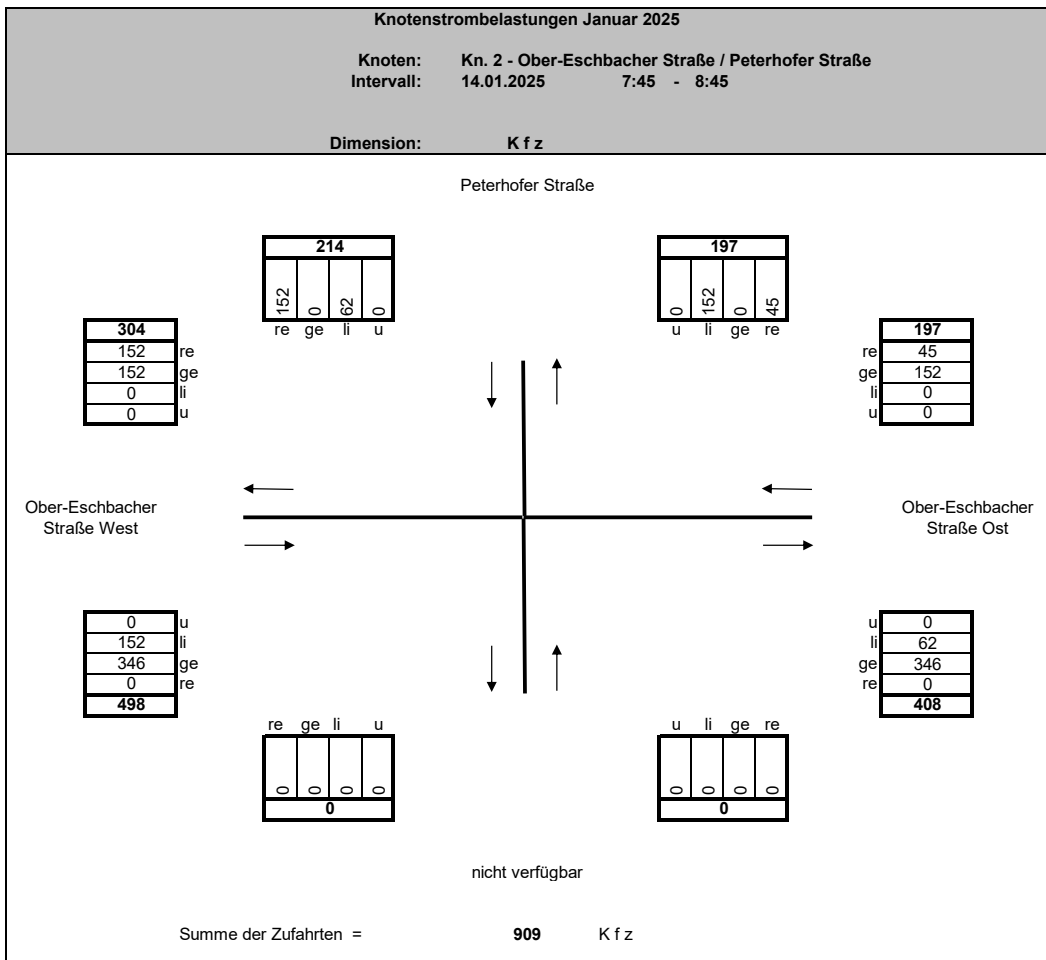 Knotenstrombelastungen Januar 2025
Knoten: Kn. 2 - Ober-Eschbacher Straße / Peterhofer Straße
Intervall: 14.01.2025 7:45 - 8:45
Dimension: K f z
Peterhofer Straße
214
152 0 62 0
re ge li u
197
0 152 0 45
u li ge re
304
152 re
152 ge
0 li
0 u
197
re 45
ge 152
li 0
u 0
Ober-Eschbacher
Straße West
Ober-Eschbacher
Straße Ost
0 u
152 li
346 ge
0 re
498
u 0
li 62
ge 346
re 0
408
re ge li u
0 0 0 0
0
u li ge re
0 0 0 0
0
nicht verfügbar
Summe der Zufahrten = 909 K f z